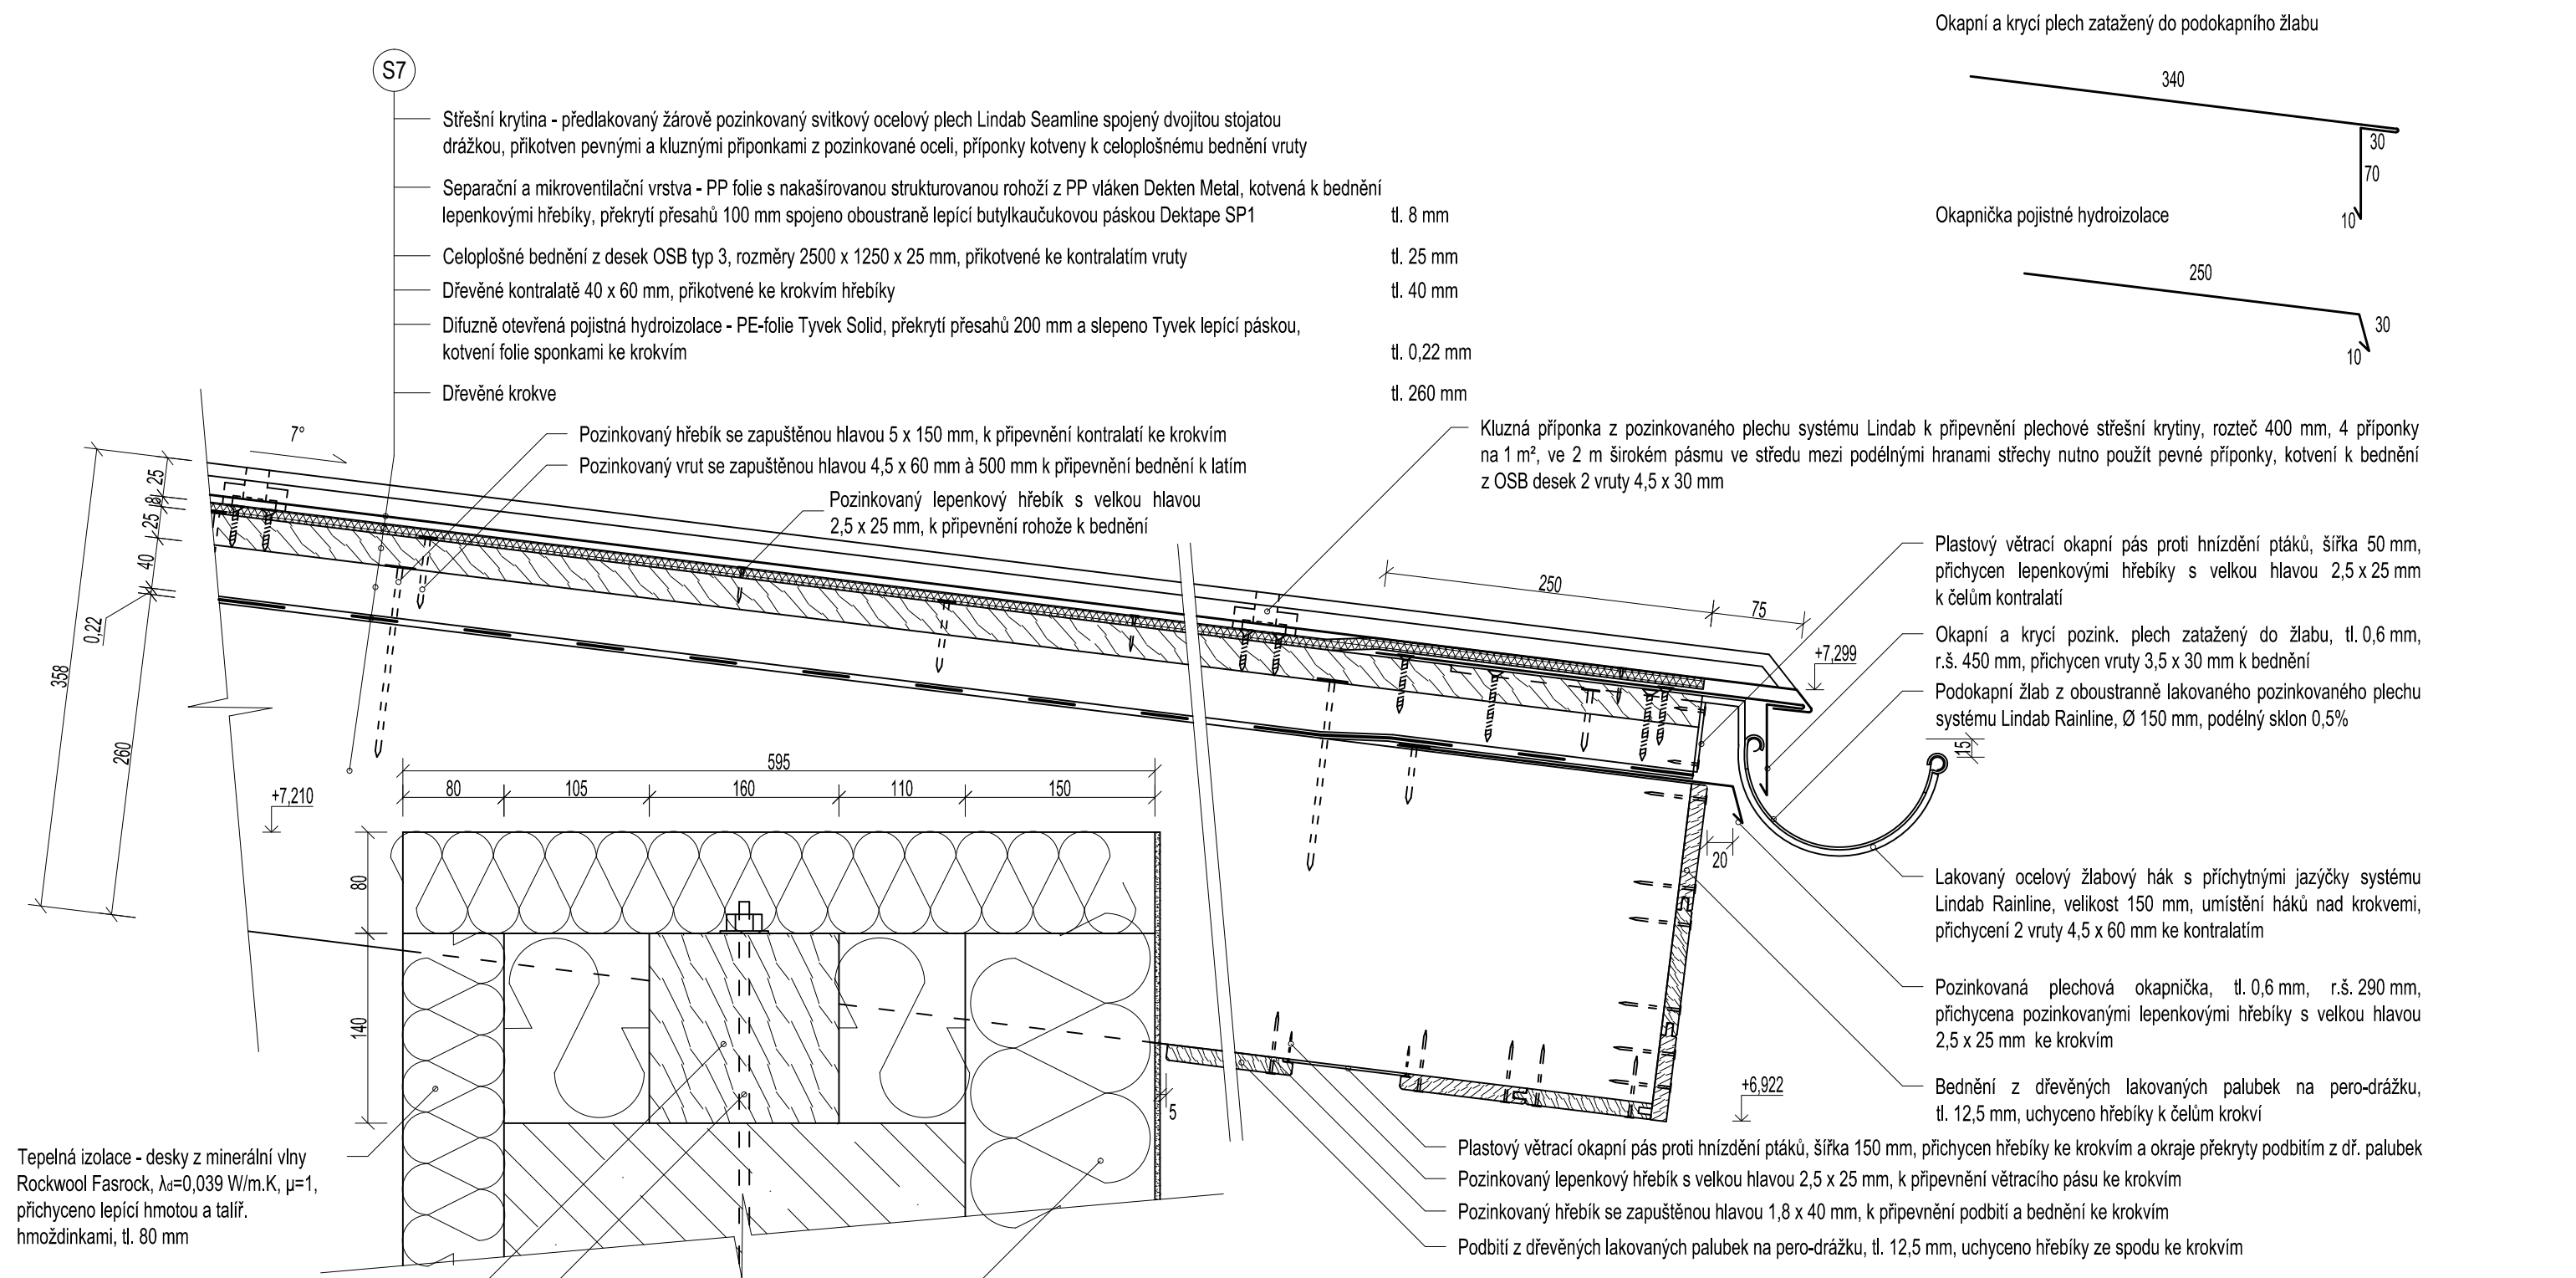 Okapní a krycí plech zatažený do podokapního žlabu
340
30
70
10
Okapnička pojistné hydroizolace
250
30
10
S7
Střešní krytina - předlakovaný žárově pozinkovaný svitkový ocelový plech Lindab Seamline spojený dvojitou stojatou
drážkou, přikotven pevnými a kluznými příponkami z pozinkované oceli, příponky kotveny k celoplošnému bednění vruty
Separační a mikroventilační vrstva - PP folie s nakašírovanou strukturovanou rohoží z PP vláken Dekten Metal, kotvená k bednění
lepenkovými hřebíky, překrytí přesahů 100 mm spojeno oboustraně lepící butylkaučukovou páskou Dektape SP1 tl. 8 mm
Celoplošné bednění z desek OSB typ 3, rozměry 2500 x 1250 x 25 mm, přikotvené ke kontralatím vruty tl. 25 mm
Dřevěné kontralatě 40 x 60 mm, přikotvené ke krokvím hřebíky tl. 40 mm
Difuzně otevřená pojistná hydroizolace - PE-folie Tyvek Solid, překrytí přesahů 200 mm a slepeno Tyvek lepící páskou,
kotvení folie sponkami ke krokvím tl. 0,22 mm
Dřevěné krokve tl. 260 mm
7°
Pozinkovaný hřebík se zapuštěnou hlavou 5 x 150 mm, k připevnění kontralatí ke krokvím
Pozinkovaný vrut se zapuštěnou hlavou 4,5 x 60 mm à 500 mm k připevnění bednění k latím
Pozinkovaný lepenkový hřebík s velkou hlavou
2,5 x 25 mm, k připevnění rohože k bednění
Kluzná příponka z pozinkovaného plechu systému Lindab k připevnění plechové střešní krytiny, rozteč 400 mm, 4 příponky
na 1 m², ve 2 m širokém pásmu ve středu mezi podélnými hranami střechy nutno použít pevné příponky, kotvení k bednění
z OSB desek 2 vruty 4,5 x 30 mm
25
8
25
40
0,22
260
358
250
75
+7,299
15
20
Plastový větrací okapní pás proti hnízdění ptáků, šířka 50 mm,
přichycen lepenkovými hřebíky s velkou hlavou 2,5 x 25 mm
k čelům kontralatí
Okapní a krycí pozink. plech zatažený do žlabu, tl. 0,6 mm,
r.š. 450 mm, přichycen vruty 3,5 x 30 mm k bednění
Podokapní žlab z oboustranně lakovaného pozinkovaného plechu
systému Lindab Rainline, Ø 150 mm, podélný sklon 0,5%
Lakovaný ocelový žlabový hák s příchytnými jazýčky systému
Lindab Rainline, velikost 150 mm, umístění háků nad krokvemi,
přichycení 2 vruty 4,5 x 60 mm ke kontralatím
Pozinkovaná plechová okapnička, tl. 0,6 mm, r.š. 290 mm,
přichycena pozinkovanými lepenkovými hřebíky s velkou hlavou
2,5 x 25 mm ke krokvím
Bednění z dřevěných lakovaných palubek na pero-drážku,
tl. 12,5 mm, uchyceno hřebíky k čelům krokví
+7,210
595
80 105 160 110 150
80
140
5
+6,922
Plastový větrací okapní pás proti hnízdění ptáků, šířka 150 mm, přichycen hřebíky ke krokvím a okraje překryty podbitím z dř. palubek
Pozinkovaný lepenkový hřebík s velkou hlavou 2,5 x 25 mm, k připevnění větracího pásu ke krokvím
Pozinkovaný hřebík se zapuštěnou hlavou 1,8 x 40 mm, k připevnění podbití a bednění ke krokvím
Podbití z dřevěných lakovaných palubek na pero-drážku, tl. 12,5 mm, uchyceno hřebíky ze spodu ke krokvím
Tepelná izolace - desky z minerální vlny
Rockwool Fasrock, λd=0,039 W/m.K, μ=1,
přichyceno lepící hmotou a talíř.
hmoždinkami, tl. 80 mm